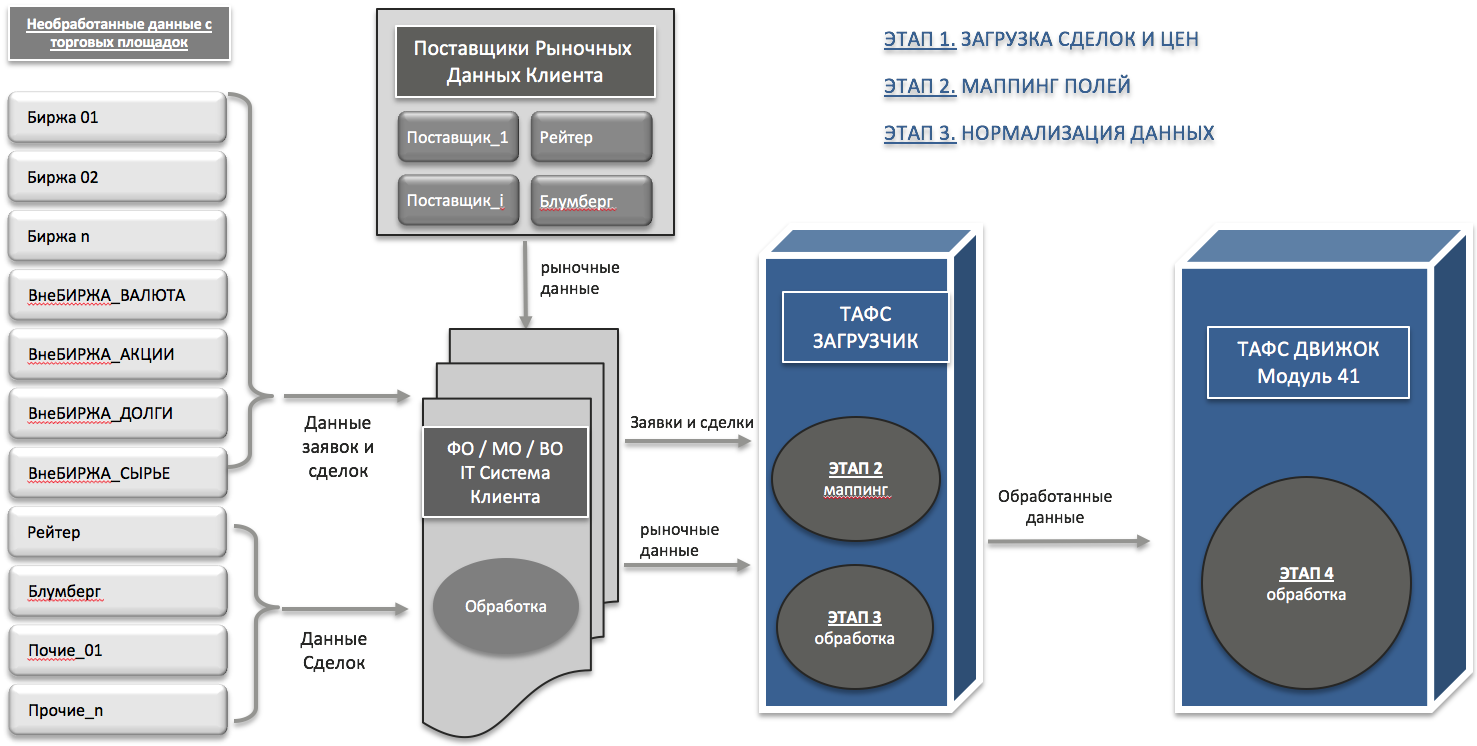 Необработанные данные с
торговых площадок
Биржа 01
Биржа 02
Биржа n
ВнеБИРЖА_ВАЛЮТА
ВнеБИРЖА_АКЦИИ
ВнеБИРЖА_ДОЛГИ
ВнеБИРЖА_СЫРЬЕ
Рейтер
Блумберг
Почие_01
Прочие_n
Данные
заявок и
сделок
Данные
Сделок
Поставщики Рыночных
Данных Клиента
Поставщик_1
Рейтер
Поставщик_i
Блумберг
рыночные
данные
ФО / МО / ВО
IT Система
Клиента
Обработка
Заявки и сделки
рыночные
данные
ЭТАП 1. ЗАГРУЗКА СДЕЛОК И ЦЕН
ЭТАП 2. МАППИНГ ПОЛЕЙ
ЭТАП 3. НОРМАЛИЗАЦИЯ ДАННЫХ
ТАФС
ЗАГРУЗЧИК
ЭТАП 2
маппинг
ЭТАП 3
обработка
Обработанные
данные
ТАФС ДВИЖОК
Модуль 41
ЭТАП 4
обработка